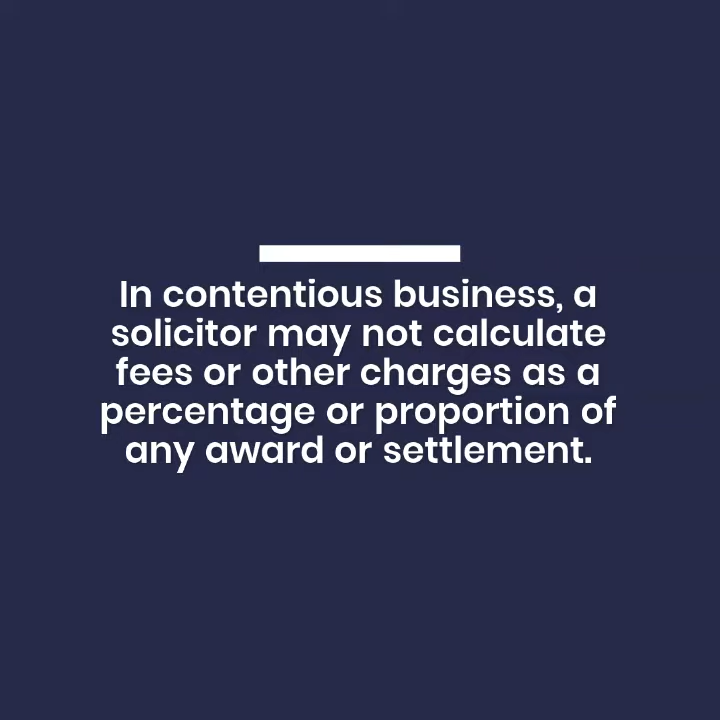 In contentious business, a
solicitor may not calculate
fees or other charges as a
percentage or proportion of
any award or settlement.